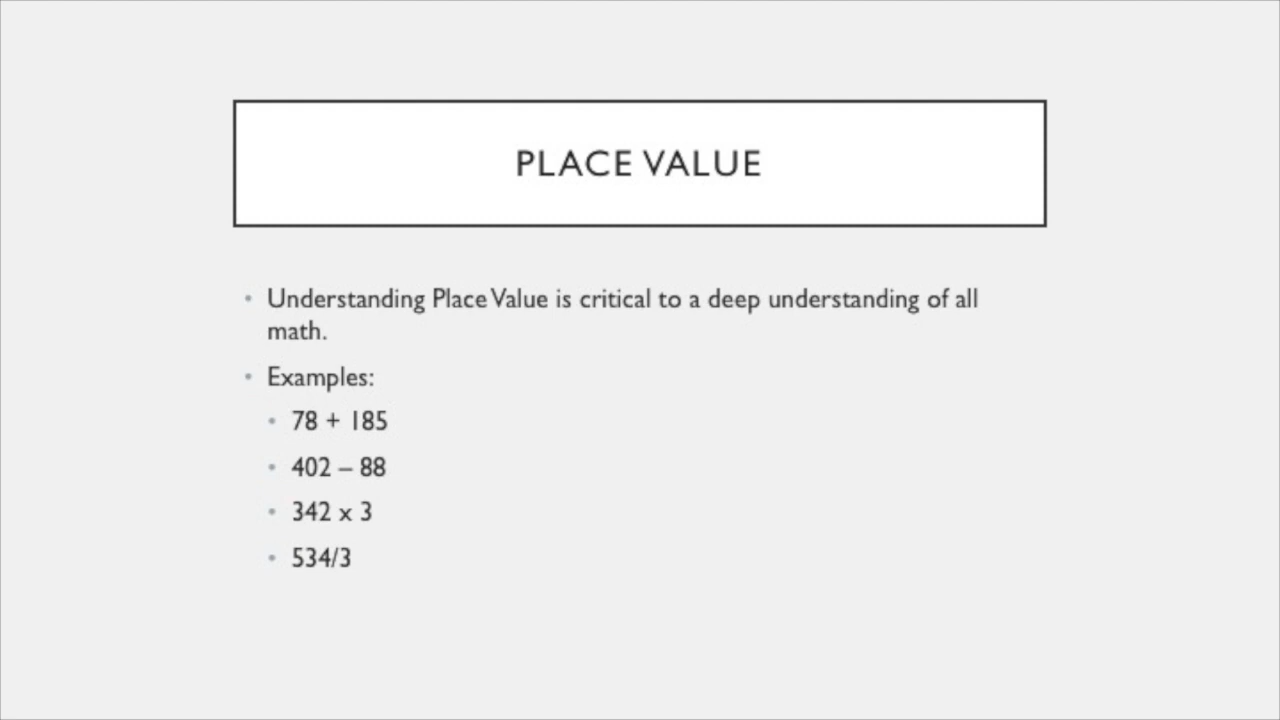 PLACE VALUE
• Understanding Place Value is critical to a deep understanding of all
math.
• Examples:
• 78 + 185
• 402 – 88
• 342 x 3
• 534/3